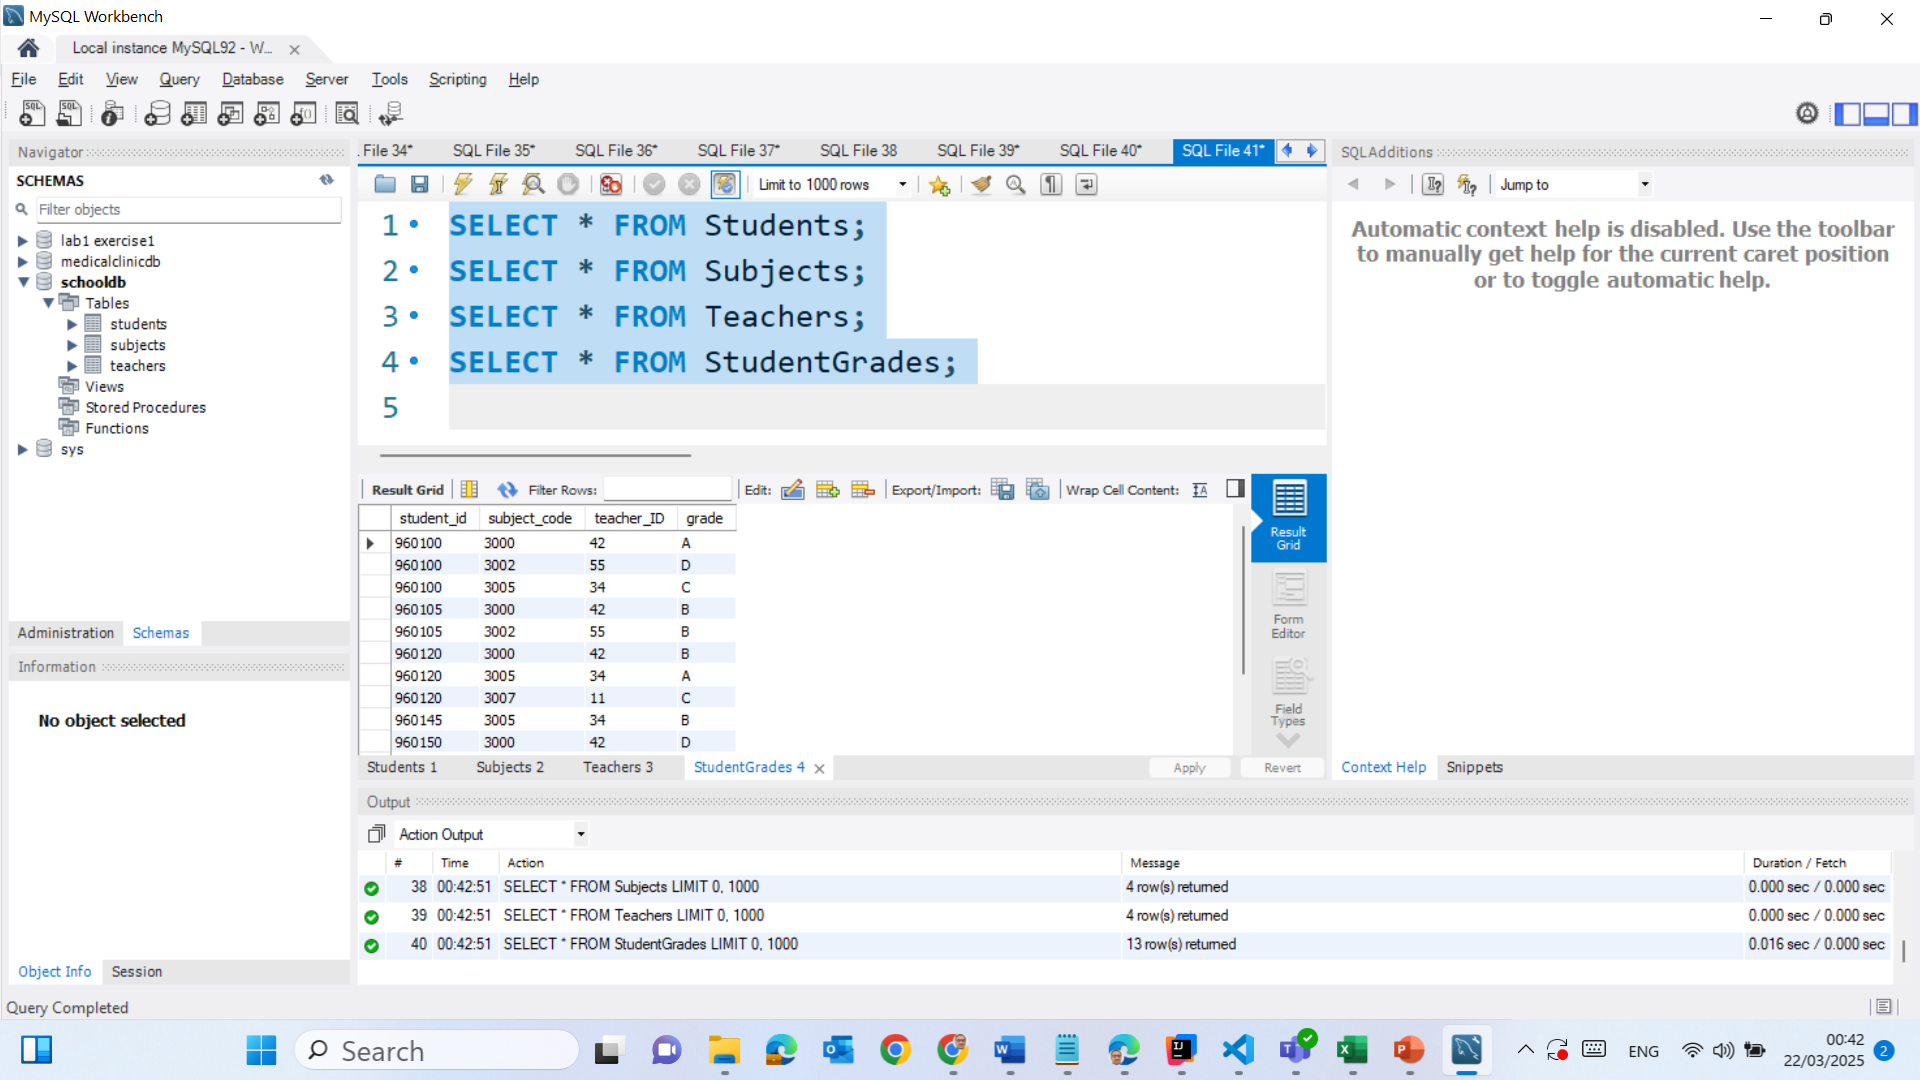 MySQL Workbench
Local instance MySQL92 - W...
File Edit View Query Database Server Tools Scripting Help
Navigator
SCHEMAS
Filter objects
lab1 exercise1
medicalclinicdb
schooldb
Tables
students
subjects
teachers
Views
Stored Procedures
Functions
sys
Administration Schemas
Information
No object selected
Object Info Session
Query Completed
. File 34* SQL File 35* SQL File 36* SQL File 37* SQL File 38 SQL File 39* SQL File 40* SQL File 41*
Limit to 1000 rows
1 SELECT * FROM Students;
2 SELECT * FROM Subjects;
3 SELECT * FROM Teachers;
4 SELECT * FROM StudentGrades;
5
Result Grid Filter Rows: Edit: Export/Import: Wrap Cell Content:
student_id subject_code teacher_ID grade
960100 3000 42 A
960100 3002 55 D
960100 3005 34 C
960105 3000 42 B
960105 3002 55 B
960120 3000 42 B
960120 3005 34 A
960120 3007 11 C
960145 3005 34 B
960150 3000 42 D
Result
Grid
Form
Editor
Field
Types
Students 1 Subjects 2 Teachers 3 StudentGrades 4
Apply Revert
SQLAdditions
Jump to
Automatic context help is disabled. Use the toolbar
to manually get help for the current caret position
or to toggle automatic help.
Context Help Snippets
Output
Action Output
# Time Action Message Duration / Fetch
38 00:42:51 SELECT * FROM Subjects LIMIT 0, 1000 4 row(s) returned 0.000 sec / 0.000 sec
39 00:42:51 SELECT * FROM Teachers LIMIT 0, 1000 4 row(s) returned 0.000 sec / 0.000 sec
40 00:42:51 SELECT * FROM StudentGrades LIMIT 0, 1000 13 row(s) returned 0.016 sec / 0.000 sec
Search
ENG
00:42
22/03/2025
2